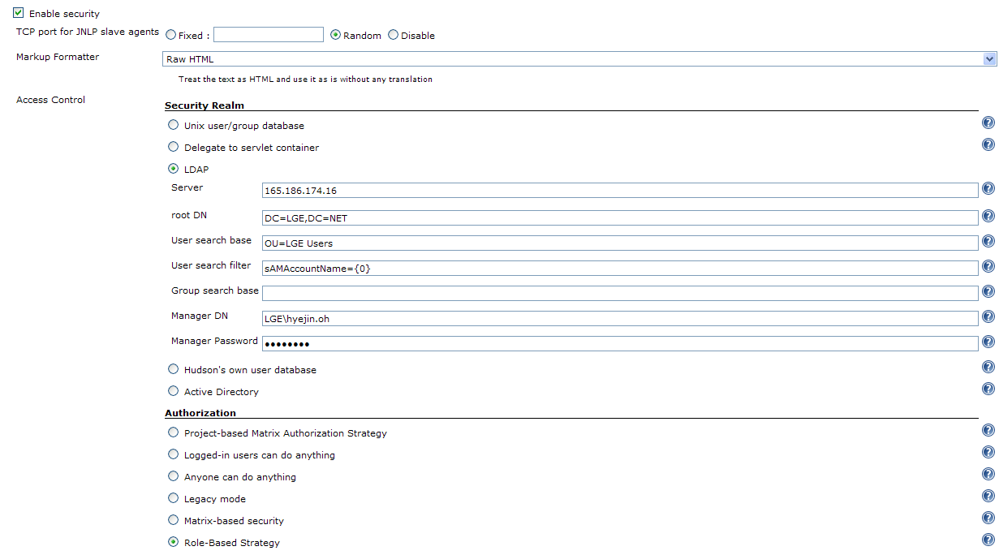 Enable security
TCP port for JNLP slave agents Fixed : Random Disable
Markup Formatter Raw HTML
Treat the text as HTML and use it as is without any translation
Access Control
Security Realm
Unix user/group database
Delegate to servlet container
LDAP
Server 165.186.174.16
root DN DC=LGE,DC=NET
User search base OU=LGE Users
User search filter sAMAccountName={0}
Group search base
Manager DN LGE\hyejin.oh
Manager Password ••••••••
Hudson's own user database
Active Directory
Authorization
Project-based Matrix Authorization Strategy
Logged-in users can do anything
Anyone can do anything
Legacy mode
Matrix-based security
Role-Based Strategy